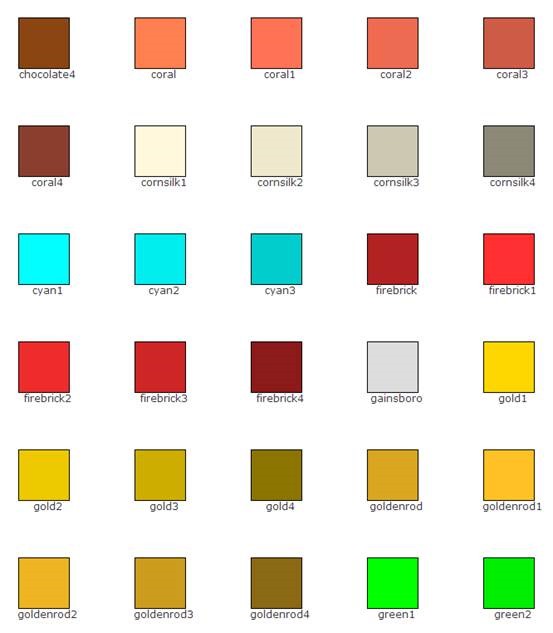 chocolate4 coral coral1 coral2 coral3
coral4 cornsilk1 cornsilk2 cornsilk3 cornsilk4
cyan1 cyan2 cyan3 firebrick firebrick1
firebrick2 firebrick3 firebrick4 gainsboro gold1
gold2 gold3 gold4 goldenrod goldenrod1
goldenrod2 goldenrod3 goldenrod4 green1 green2